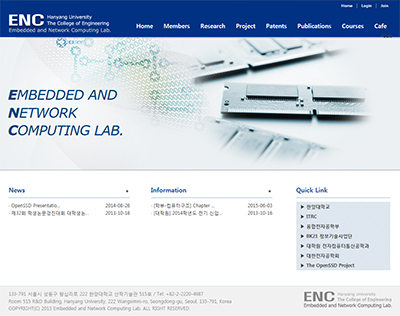 Home | Login | Join
ENC Hanyang University
The College of Engineering
Embedded and Network Computing Lab.
Home Members Research Project Patents Publications Courses Cafe
EMBEDDED AND
NETWORK
COMPUTING LAB.
News
OpenSSD Presentatio.. 2014-08-28
제32회 학생논문경진대회 대학생논.. 2013-10-16
Information
[학부-컴퓨터구조] Chapter ... 2015-06-03
[대학원] 2014학년도 전기 신입.. 2013-10-16
Quick Link
한양대학교
ITRC
융합전자공학부
BK21 정보기술사업단
대학원 전자컴퓨터통신공학과
대한전자공학회
The OpenSSD Project
133-791 서울시 성동구 왕십리로 222 한양대학교 산학기술관 515호 / Tel: +82-2-2220-4687
Room 515 R&D Building, Hanyang University, 222 Wangsimni-ro, Seongdong-gu, Seoul, 133-791, Korea
COPYRIGHT(C) 2013 Embedded and Network Computing Lab. ALL RIGHT RESERVED.
ENC Hanyang University
The College of Engineering
Embedded and Network Computing Lab.